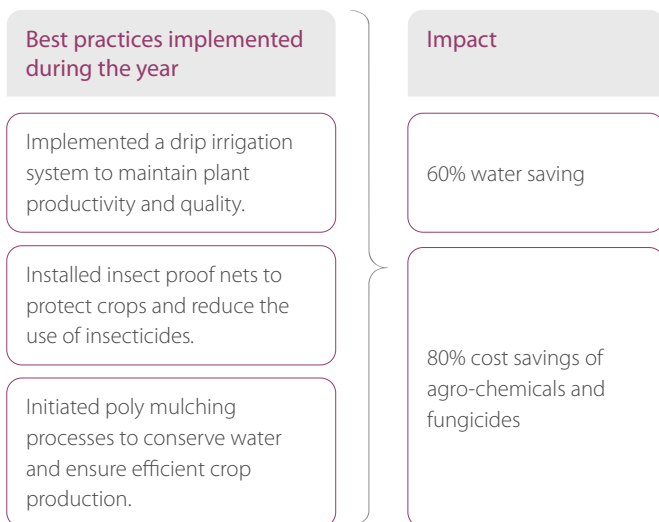 Best practices implemented
during the year
Implemented a drip irrigation
system to maintain plant
productivity and quality.
Installed insect proof nets to
protect crops and reduce the
use of insecticides.
Initiated poly mulching
processes to conserve water
and ensure efficient crop
production.
Impact
60% water saving
80% cost savings of
agro-chemicals and
fungicides